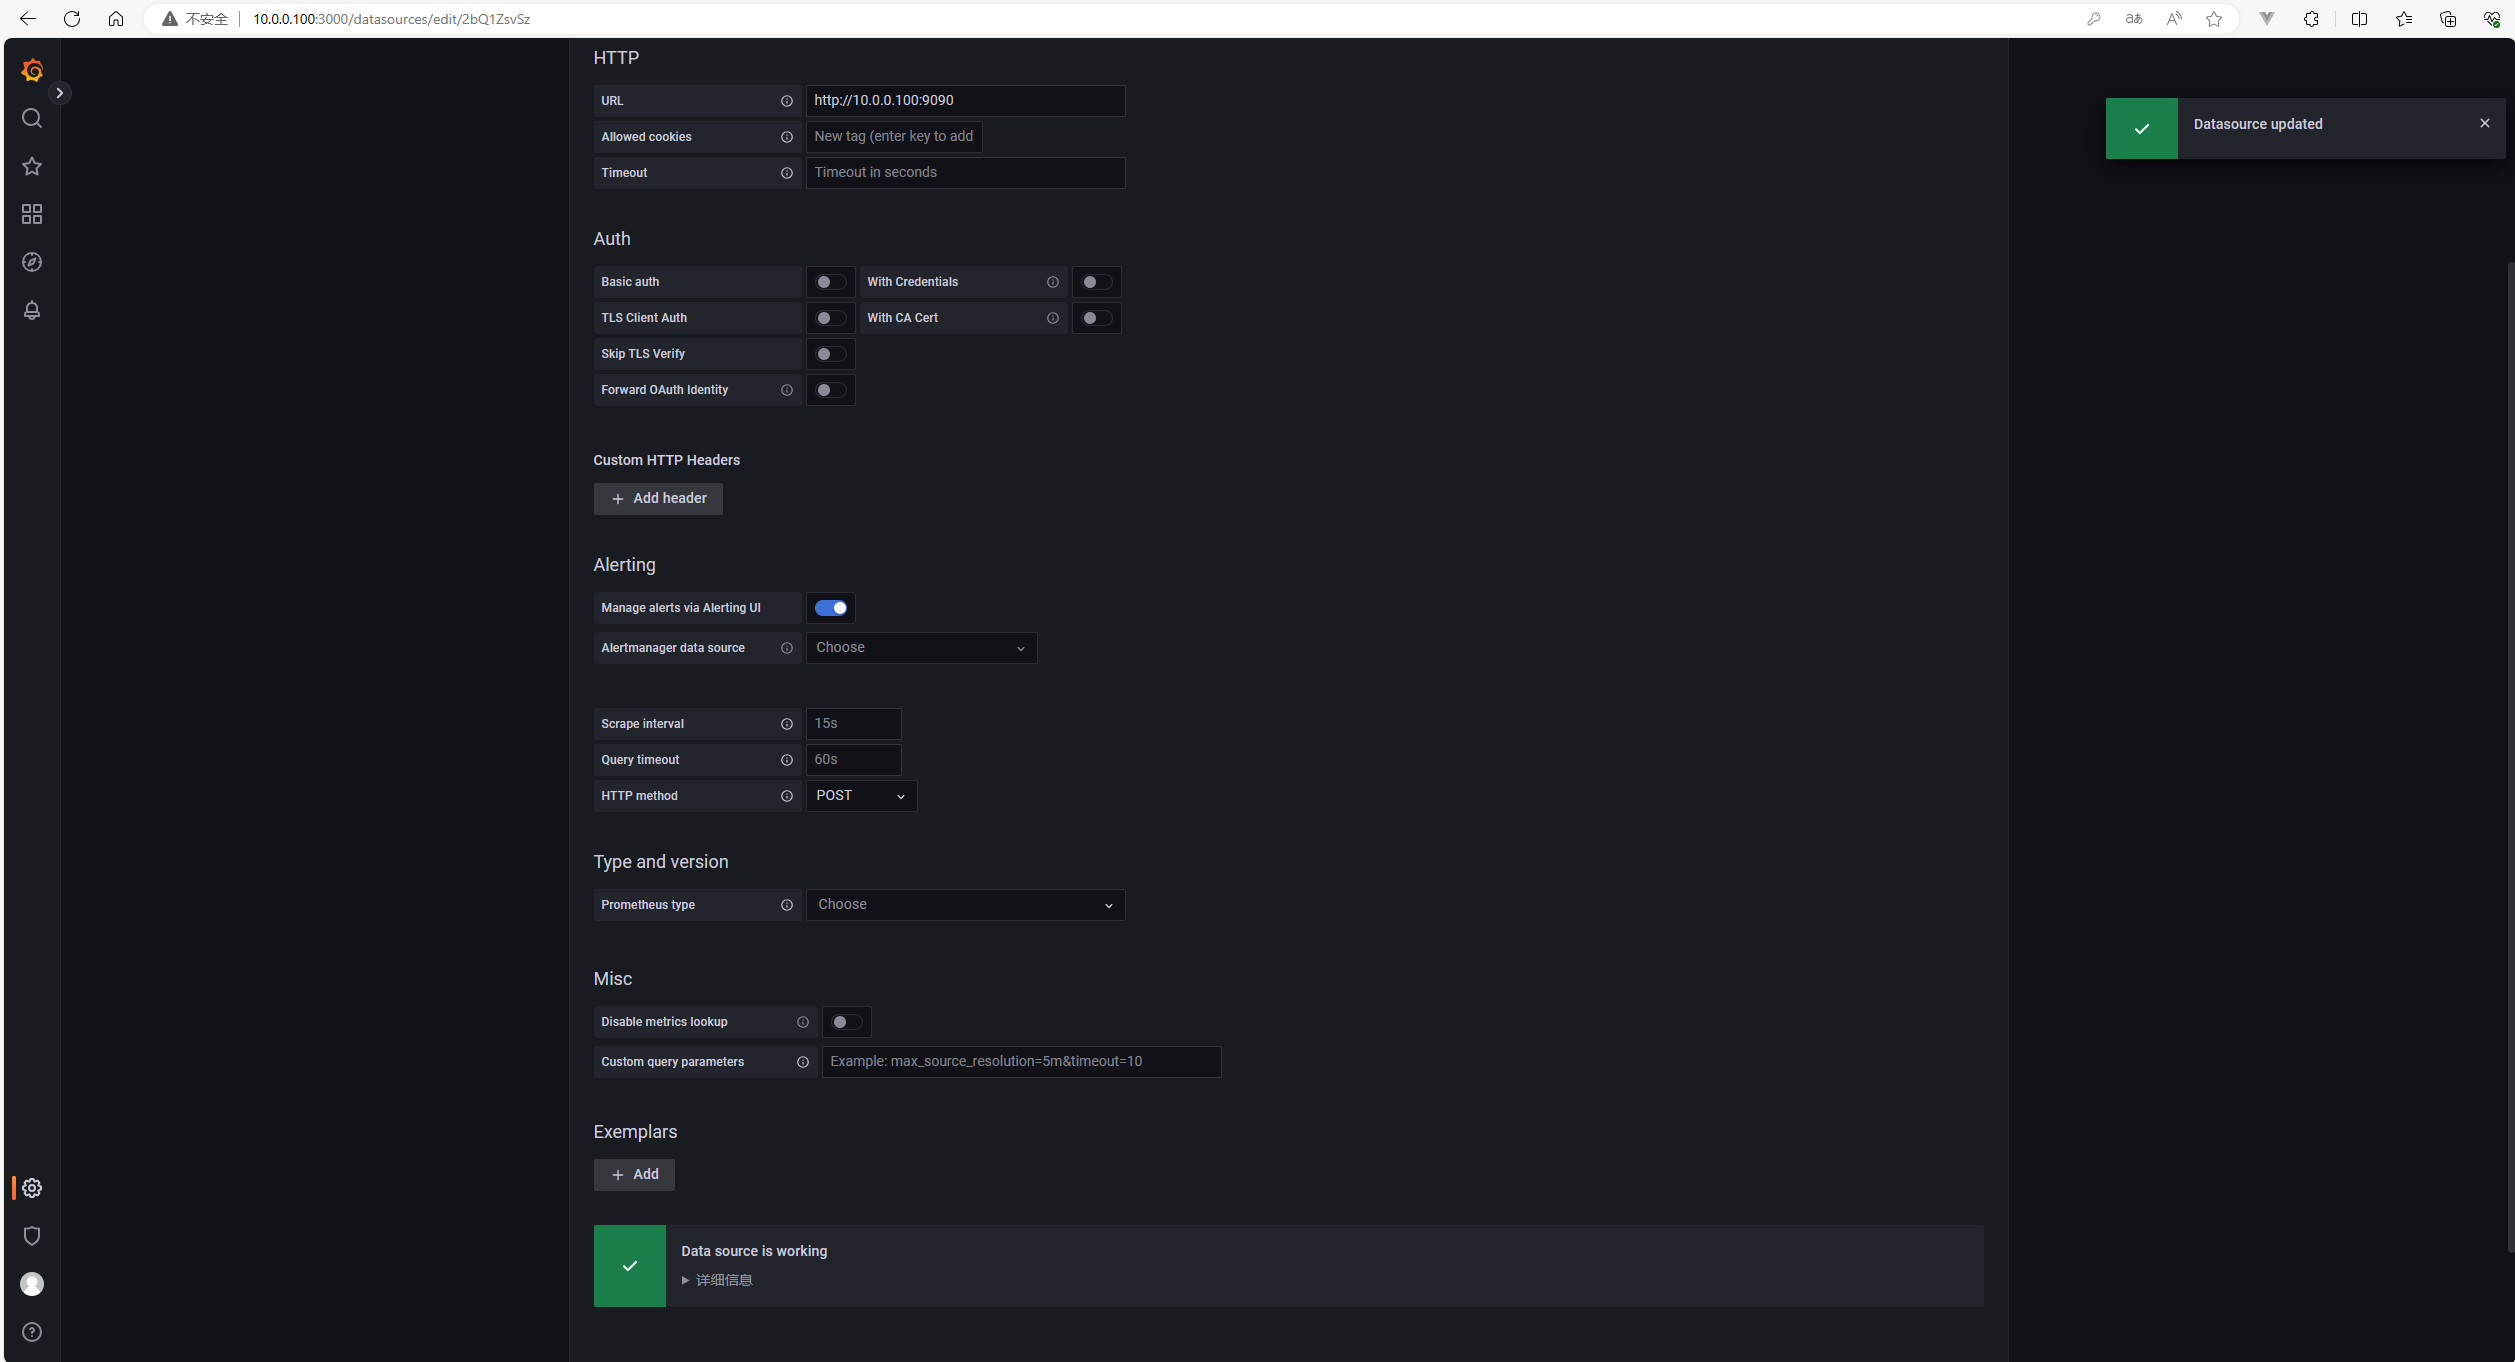 不安全 10.0.0.100:3000/datasources/edit/2bQ1ZsvSz
HTTP
URL http://10.0.0.100:9090
Allowed cookies New tag (enter key to add
Timeout Timeout in seconds
Datasource updated
Auth
Basic auth With Credentials
TLS Client Auth With CA Cert
Skip TLS Verify
Forward OAuth Identity
Custom HTTP Headers
Add header
Alerting
Manage alerts via Alerting UI
Alertmanager data source Choose
Scrape interval 15s
Query timeout 60s
HTTP method POST
Type and version
Prometheus type Choose
Misc
Disable metrics lookup
Custom query parameters Example: max_source_resolution=5m&timeout=10
Exemplars
Add
Data source is working
详细信息